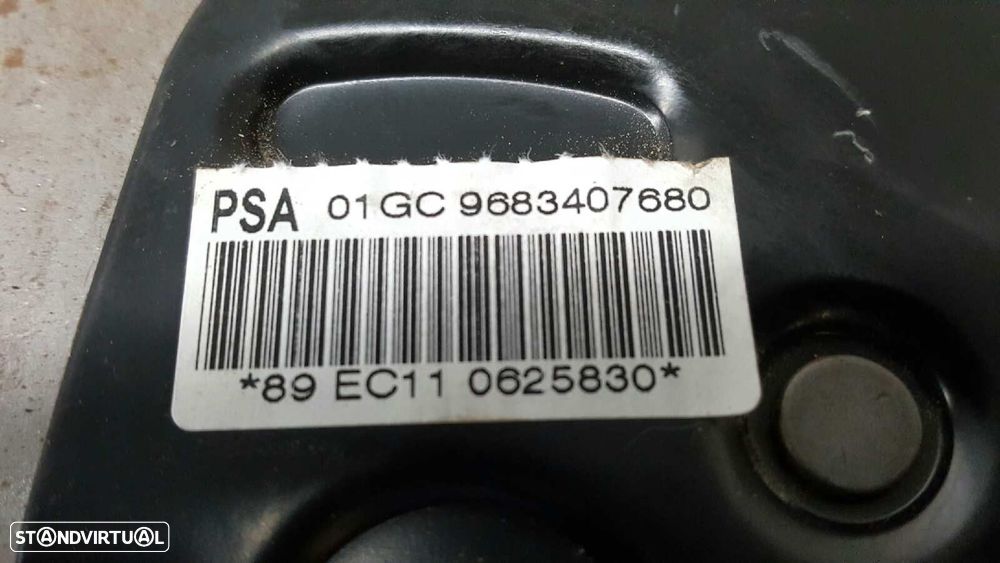 PSA 01GC 9683407680
*89 EC11 0625830*
STANDVIRTUAL